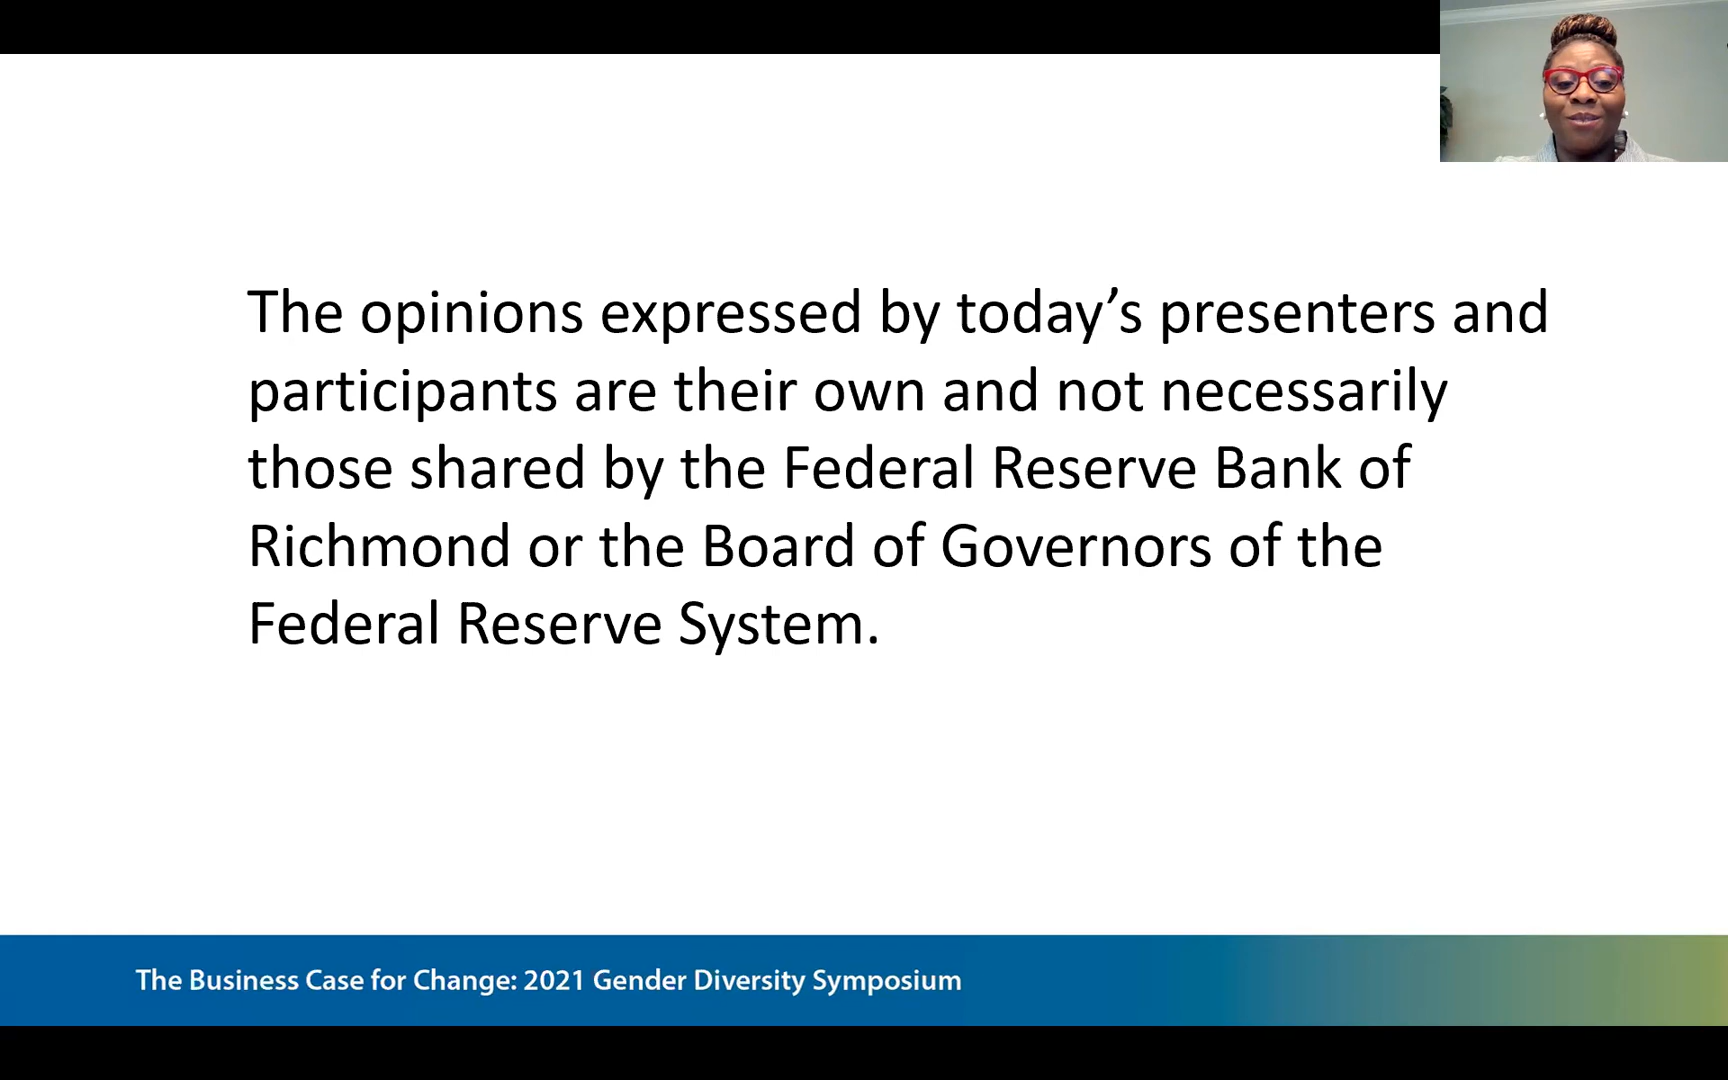 The opinions expressed by today’s presenters and
participants are their own and not necessarily
those shared by the Federal Reserve Bank of
Richmond or the Board of Governors of the
Federal Reserve System.
The Business Case for Change: 2021 Gender Diversity Symposium